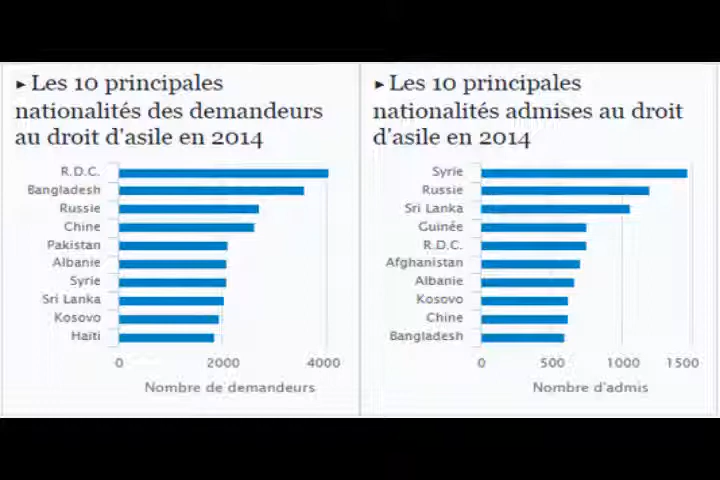 ► Les 10 principales
nationalités des demandeurs
au droit d'asile en 2014
R.D.C.
Bangladesh
Russie
Chine
Pakistan
Albanie
Syrie
Sri Lanka
Kosovo
Haïti
0 2000 4000
Nombre de demandeurs
► Les 10 principales
nationalités admises au droit
d'asile en 2014
Syrie
Russie
Sri Lanka
Guinée
R.D.C.
Afghanistan
Albanie
Kosovo
Chine
Bangladesh
0 500 1000 1500
Nombre d'admis